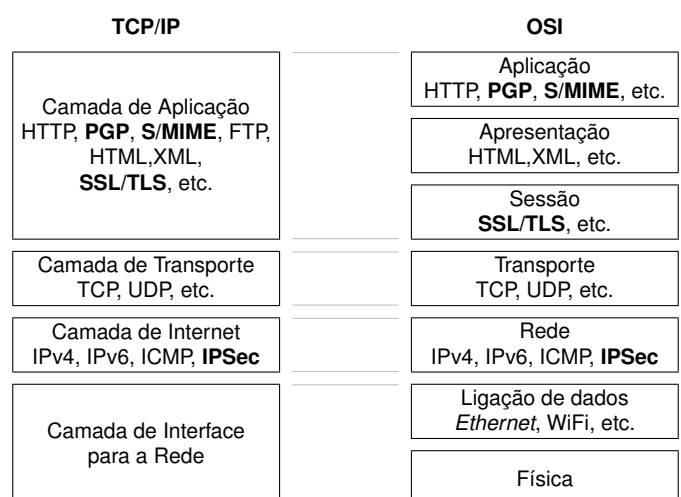 TCP/IP
Camada de Aplicação
HTTP, PGP, S/MIME, FTP,
HTML,XML,
SSL/TLS, etc.
Camada de Transporte
TCP, UDP, etc.
Camada de Internet
IPv4, IPv6, ICMP, IPSec
Camada de Interface
para a Rede
OSI
Aplicação
HTTP, PGP, S/MIME, etc.
Apresentação
HTML,XML, etc.
Sessão
SSL/TLS, etc.
Transporte
TCP, UDP, etc.
Rede
IPv4, IPv6, ICMP, IPSec
Ligação de dados
Ethernet, WiFi, etc.
Física